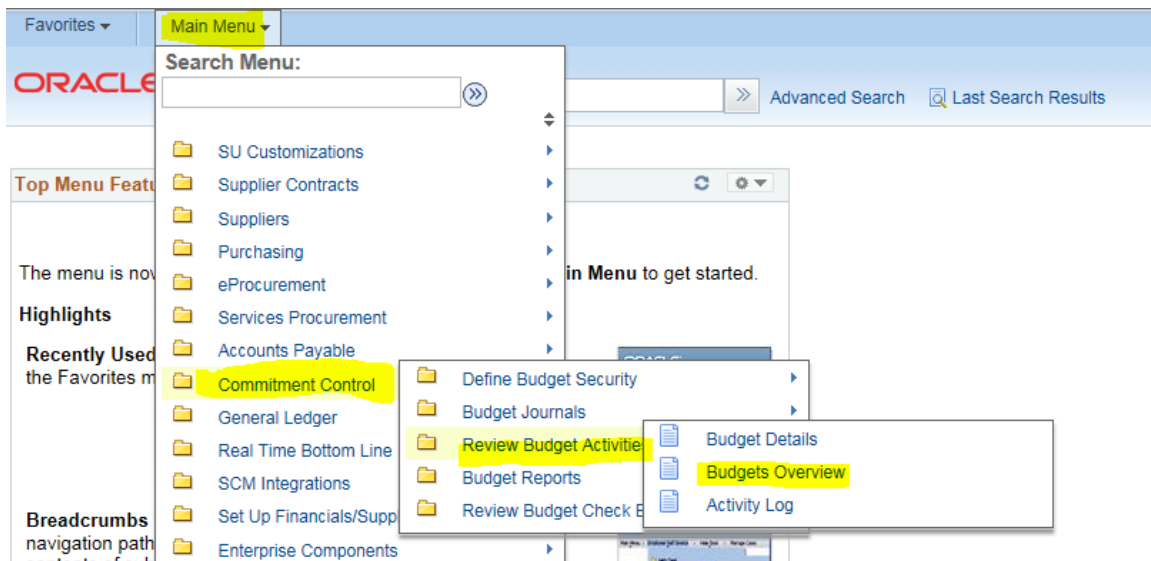 Favorites
Main Menu
Search Menu:
ORACLE
Advanced Search
Last Search Results
SU Customizations
Top Menu Featu
Supplier Contracts
Suppliers
Purchasing
The menu is now
in Menu to get started.
eProcurement
Highlights
Services Procurement
Recently Used
Accounts Payable
the Favorites m
Commitment Control
Define Budget Security
General Ledger
Budget Journals
Real Time Bottom Line
Review Budget Activities
Budget Details
SCM Integrations
Budget Reports
Budgets Overview
Breadcrumbs
Set Up Financials/Supp
Review Budget Check E
Activity Log
navigation path
Enterprise Components